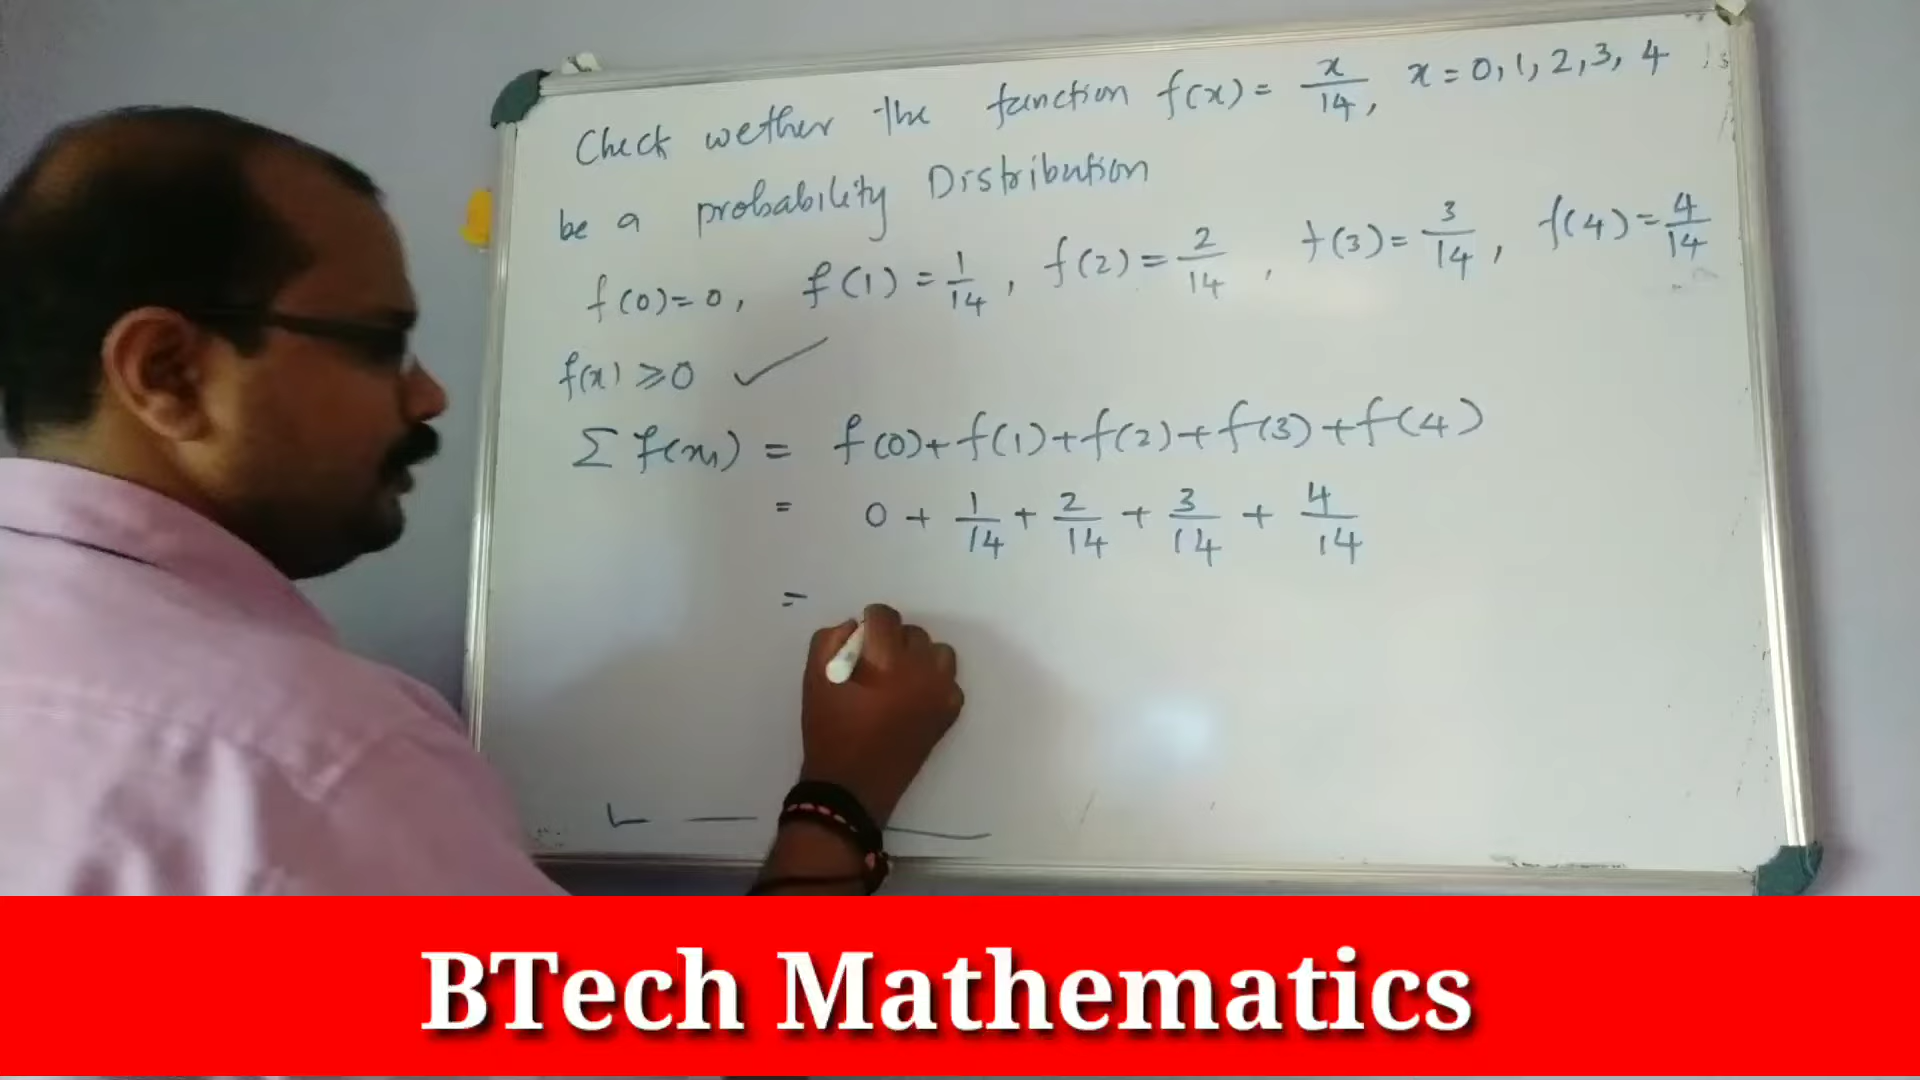 Check wether the function f(x) = x/14, x = 0, 1, 2, 3, 4 is
be a probability Distribution
f(0) = 0, f(1) = 1/14, f(2) = 2/14, f(3) = 3/14, f(4) = 4/14
f(x) ≥ 0 ✓
Σ f(xi) = f(0) + f(1) + f(2) + f(3) + f(4)
= 0 + 1/14 + 2/14 + 3/14 + 4/14
=
BTech Mathematics